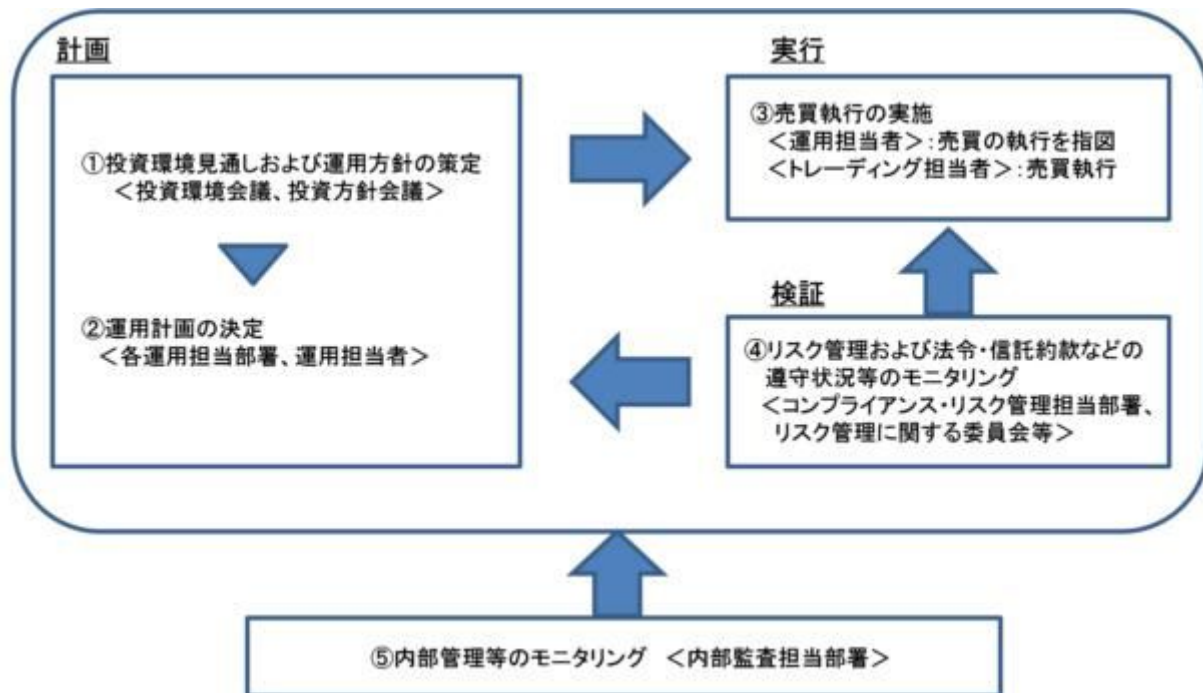 計画
①投資環境見通しおよび運用方針の策定
<投資環境会議、投資方針会議>
②運用計画の決定
<各運用担当部署、運用担当者>
実行
③売買執行の実施
<運用担当者>:売買の執行を指図
<トレーディング担当者>:売買執行
検証
④リスク管理および法令・信託約款などの
遵守状況等のモニタリング
<コンプライアンス・リスク管理担当部署、
リスク管理に関する委員会等>
⑤内部管理等のモニタリング <内部監査担当部署>